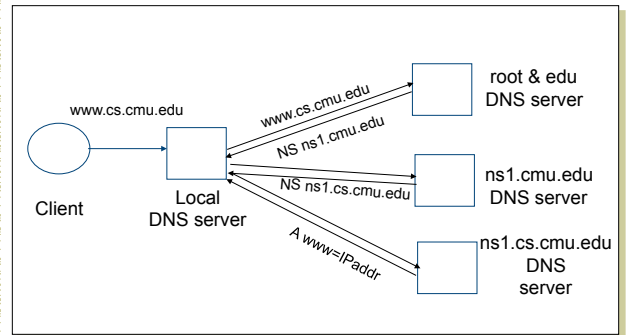 www.cs.cmu.edu
Client
Local
DNS server
www.cs.cmu.edu
NS ns1.cmu.edu
NS ns1.cs.cmu.edu
A www=IPaddr
root & edu
DNS server
ns1.cmu.edu
DNS server
ns1.cs.cmu.edu
DNS
server